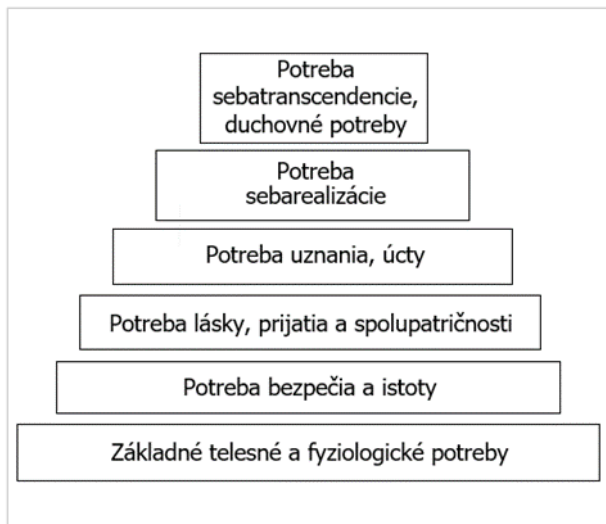 Potreba
sebatranscendencie,
duchovné potreby
Potreba
sebarealizácie
Potreba uznania, úcty
Potreba lásky, prijatia a spolupatričnosti
Potreba bezpečia a istoty
Základné telesné a fyziologické potreby